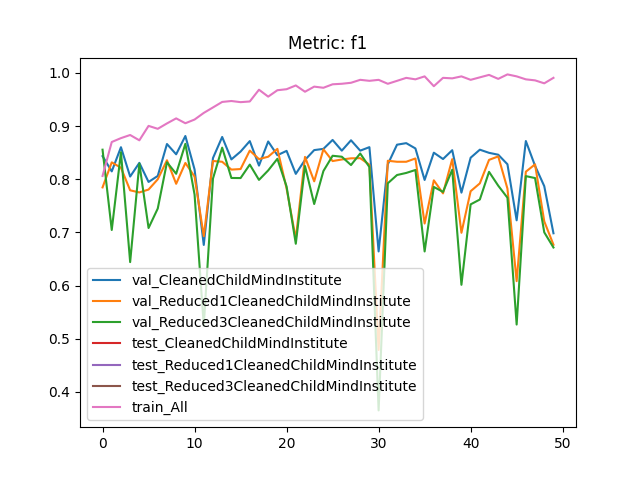 Metric: f1
1.0
0.9
0.8
0.7
0.6
0.5
0.4
val_CleanedChildMindInstitute
val_Reduced1CleanedChildMindInstitute
val_Reduced3CleanedChildMindInstitute
test_CleanedChildMindInstitute
test_Reduced1CleanedChildMindInstitute
test_Reduced3CleanedChildMindInstitute
train_All
0 10 20 30 40 50